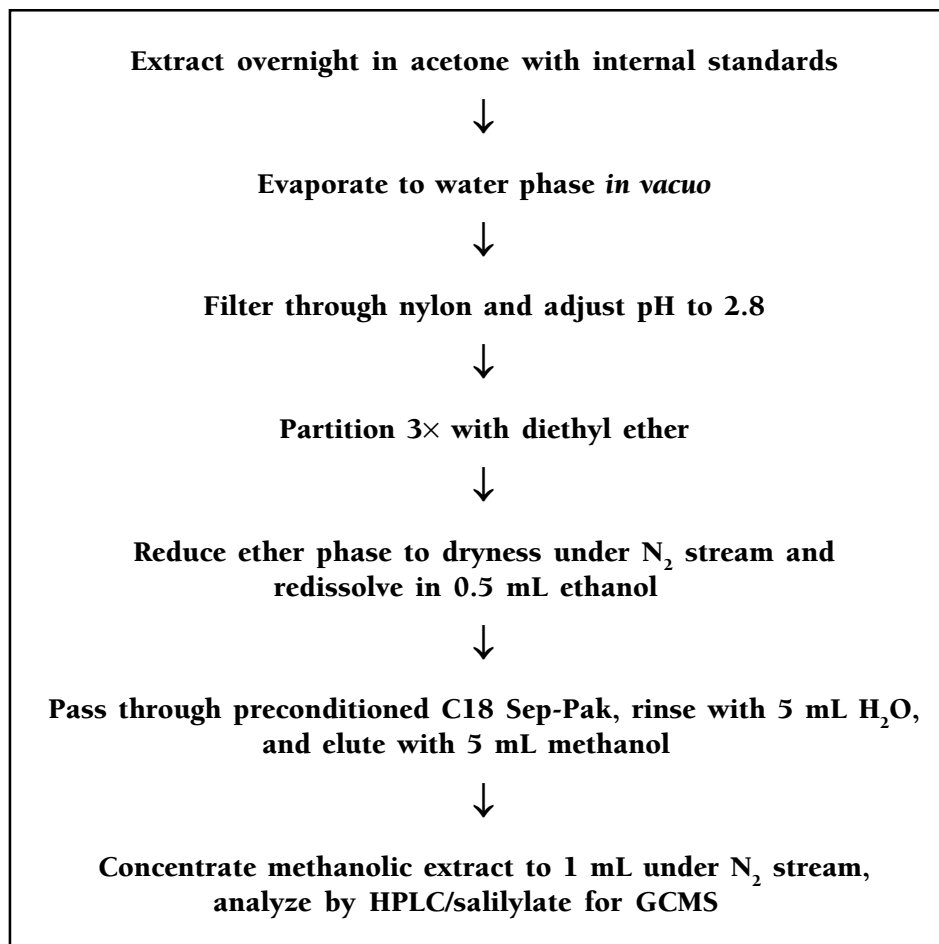 Extract overnight in acetone with internal standards
↓
Evaporate to water phase in vacuo
↓
Filter through nylon and adjust pH to 2.8
↓
Partition 3× with diethyl ether
↓
Reduce ether phase to dryness under N₂ stream and
redissolve in 0.5 mL ethanol
↓
Pass through preconditioned C18 Sep-Pak, rinse with 5 mL H₂O,
and elute with 5 mL methanol
↓
Concentrate methanolic extract to 1 mL under N₂ stream,
analyze by HPLC/salilylate for GCMS